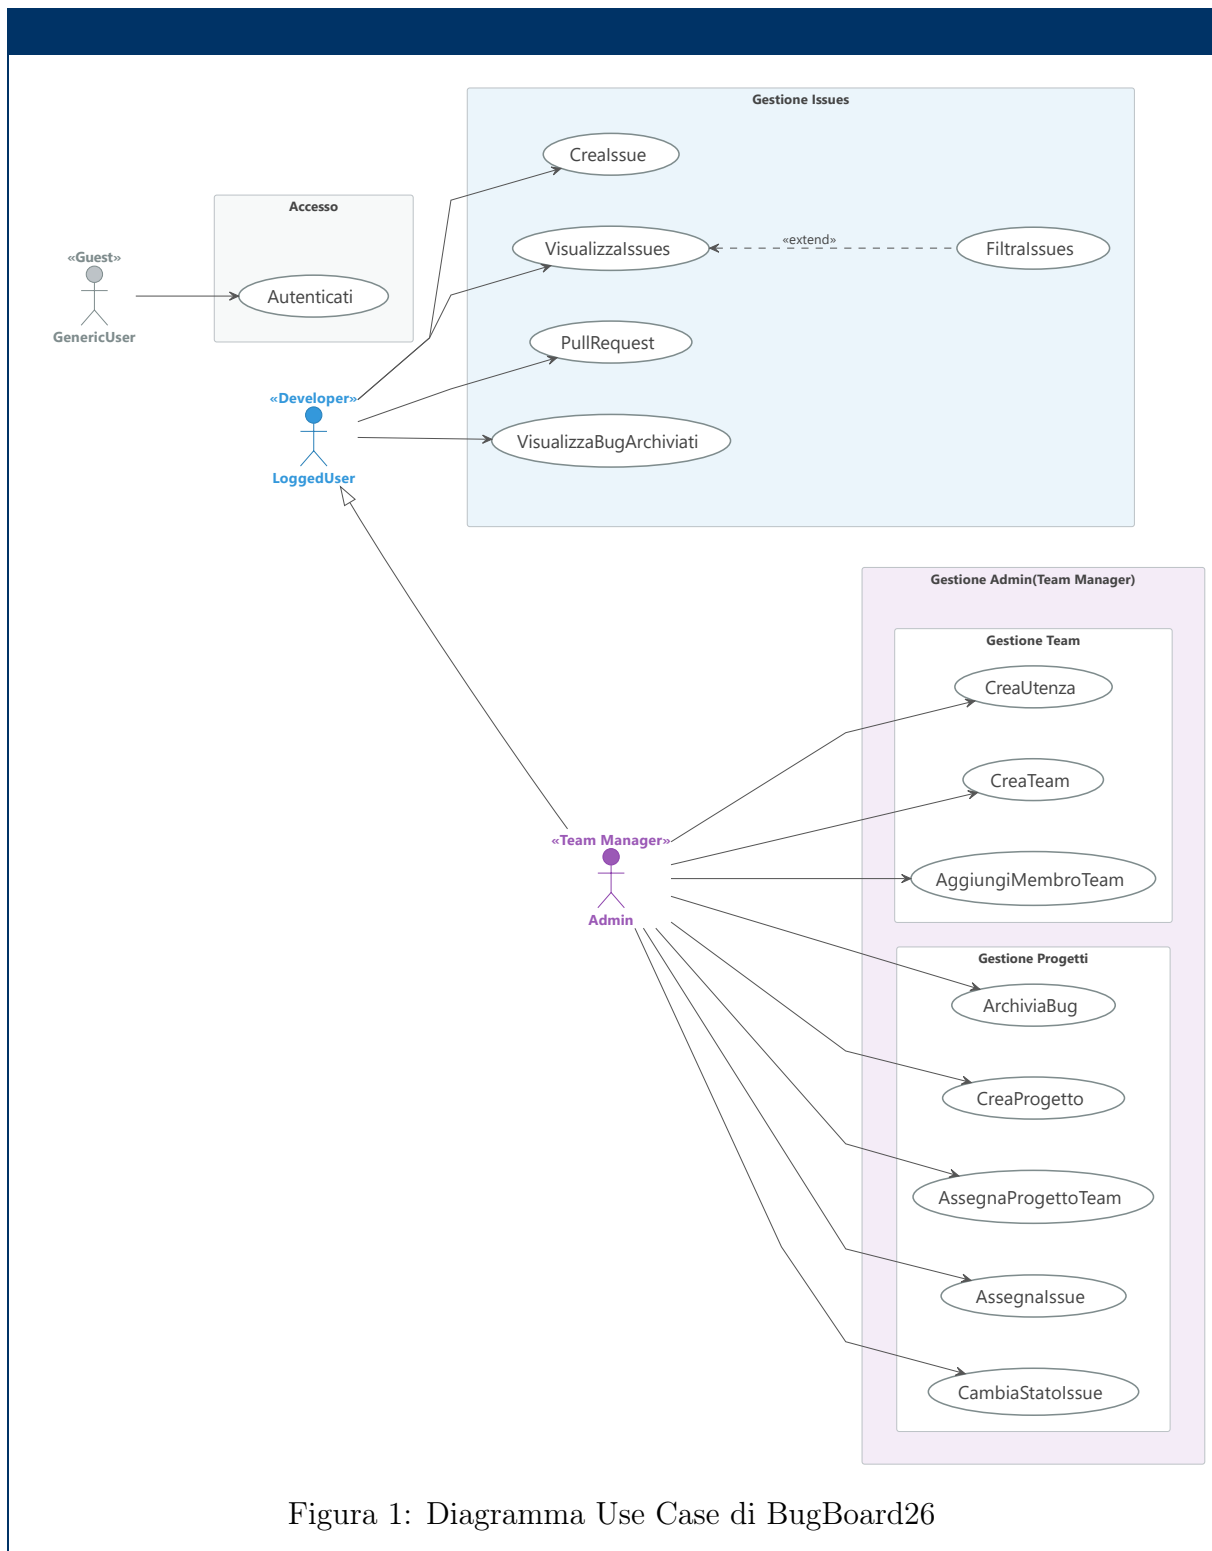 Gestione Issues
CreaIssue
Accesso
«Guest»
GenericUser
Autenticati
VisualizzaIssues
«extend»
FiltraIssues
PullRequest
«Developer»
LoggedUser
VisualizzaBugArchiviati
Gestione Admin(Team Manager)
Gestione Team
CreaUtenza
CreaTeam
«Team Manager»
Admin
AggiungiMembroTeam
Gestione Progetti
ArchiviaBug
CreaProgetto
AssegnaProgettoTeam
AssegnaIssue
CambiaStatoIssue
Figura 1: Diagramma Use Case di BugBoard26